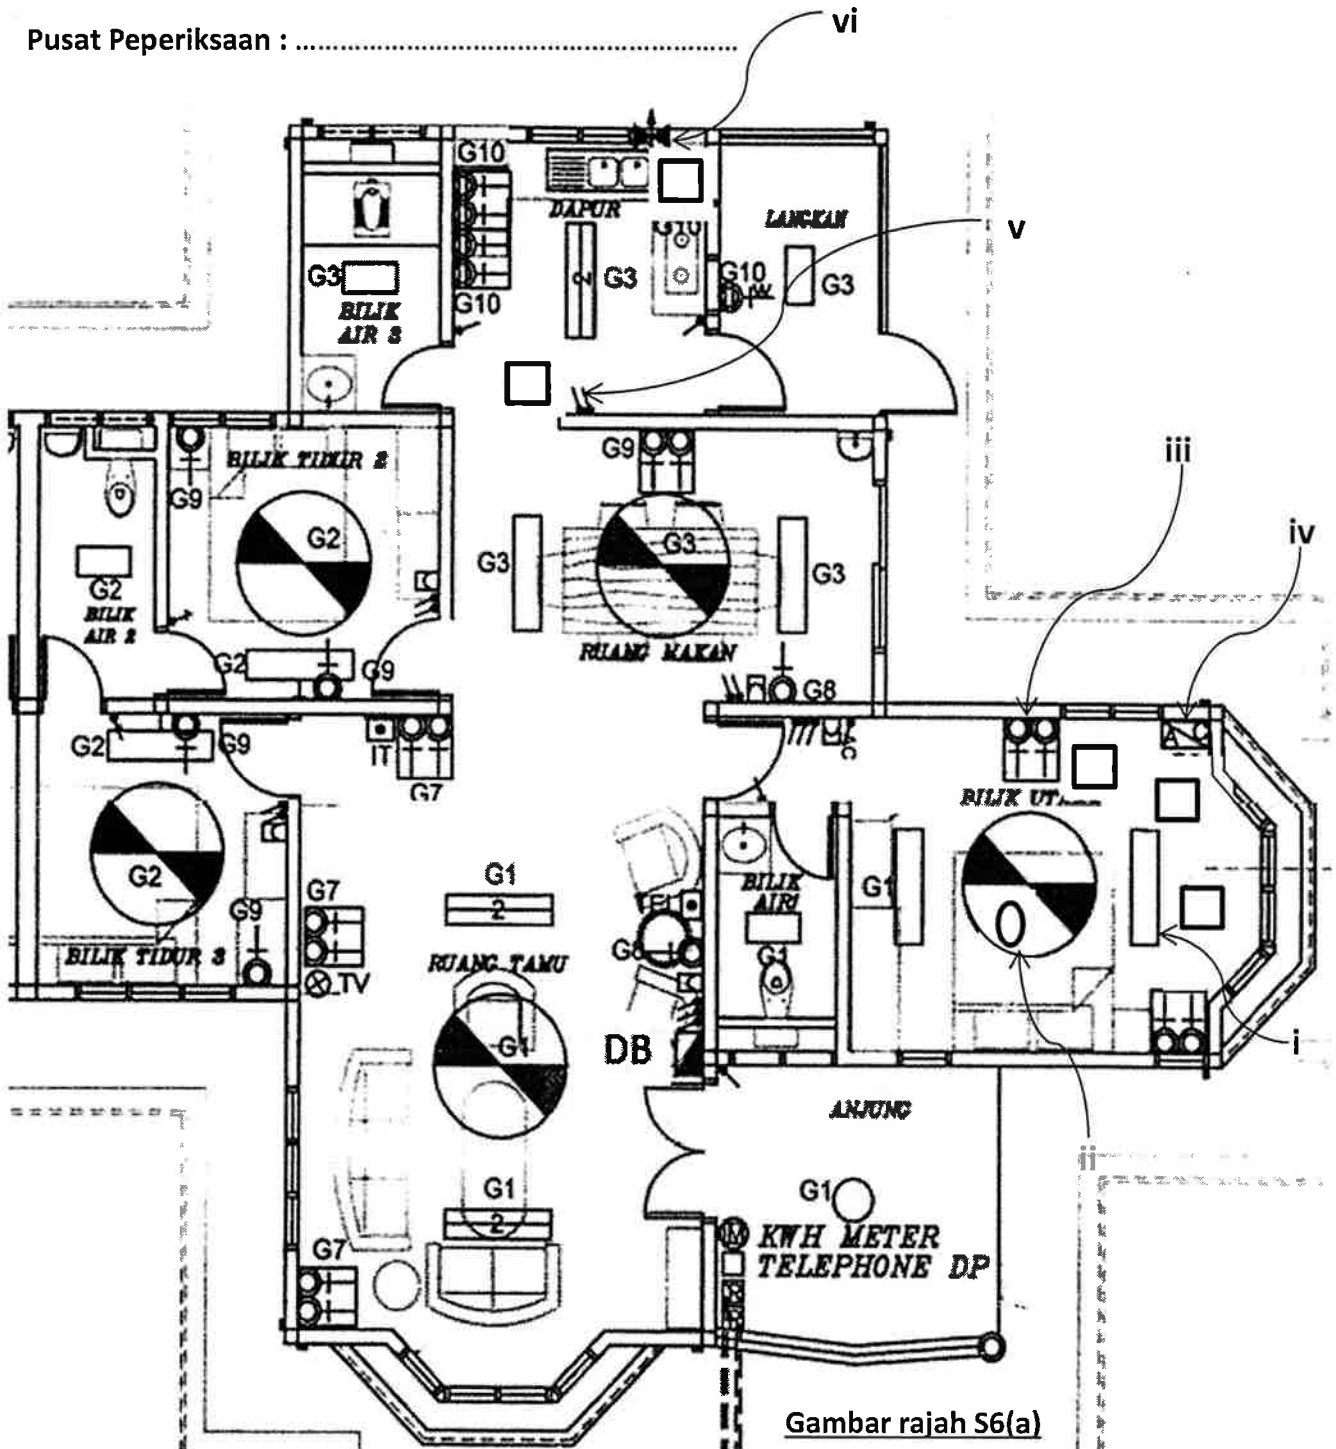 Pusat Peperiksaan : ........................................................................
vi
G10
DAPUR
LANGKAN
v
G3
G3
G10
G3
G10
BILIK
AIR 3
2
G9
iii
BILIK TIDUR 2
G9
iv
G2
G3
G3
G3
G2
BILIK
AIR 2
RUANG MAKAN
G2
G9
G8
G2
G9
IT
G7
AC
A
BILIK
G1
2
G1
G2
G7
BILIK
AIR1
G9
G1
BILIK TIDUR 3
RUANG TAMU
TV
G1
DB
i
ANJUNG
ii
G1
2
G1
M
KWH METER
TELEPHONE DP
G7
Gambar rajah S6(a)